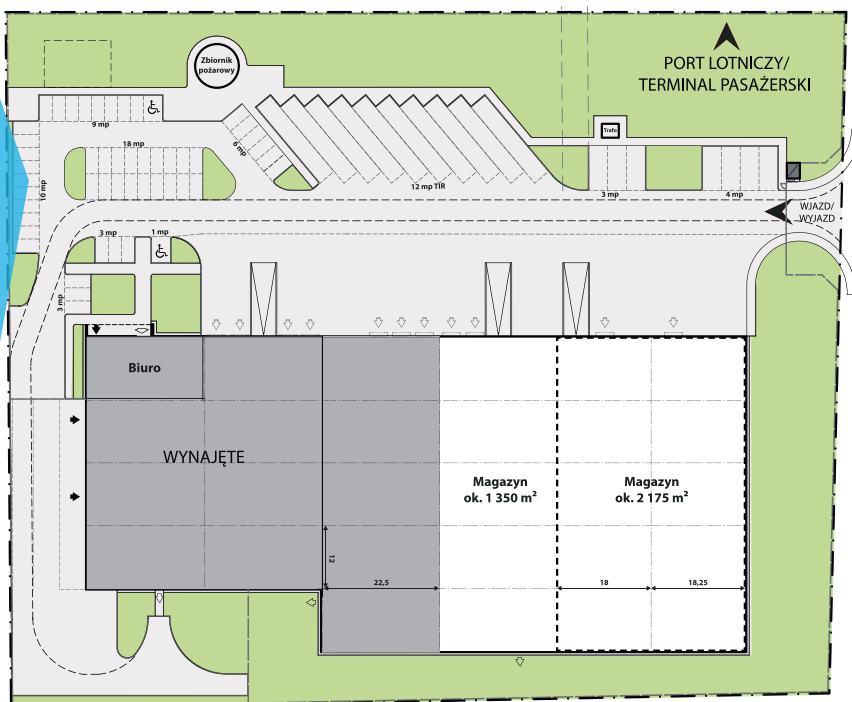 Zbiornik
pożarowy
PORT LOTNICZY/
TERMINAL PASAŻERSKI
9 mp
Trafo
18 mp
6 mp
10 mp
12 mp TIR
3 mp
4 mp
WJAZD/
WYJAZD
3 mp
1 mp
3 mp
Biuro
WYNAJĘTE
Magazyn
ok. 1 350 m²
Magazyn
ok. 2 175 m²
12
22,5
18
18,25